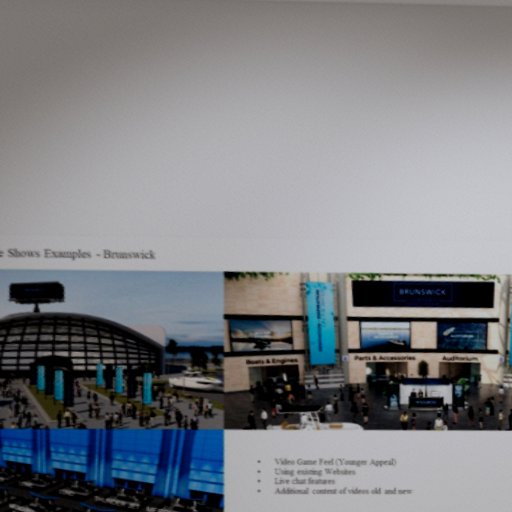 e Shows Examples - Brunswick
BRUNSWICK
Boats & Engines
Parts & Accessories
Auditorium
• Video Game Feel (Younger Appeal)
• Using existing Websites
• Live chat features
• Additional content of videos old and new